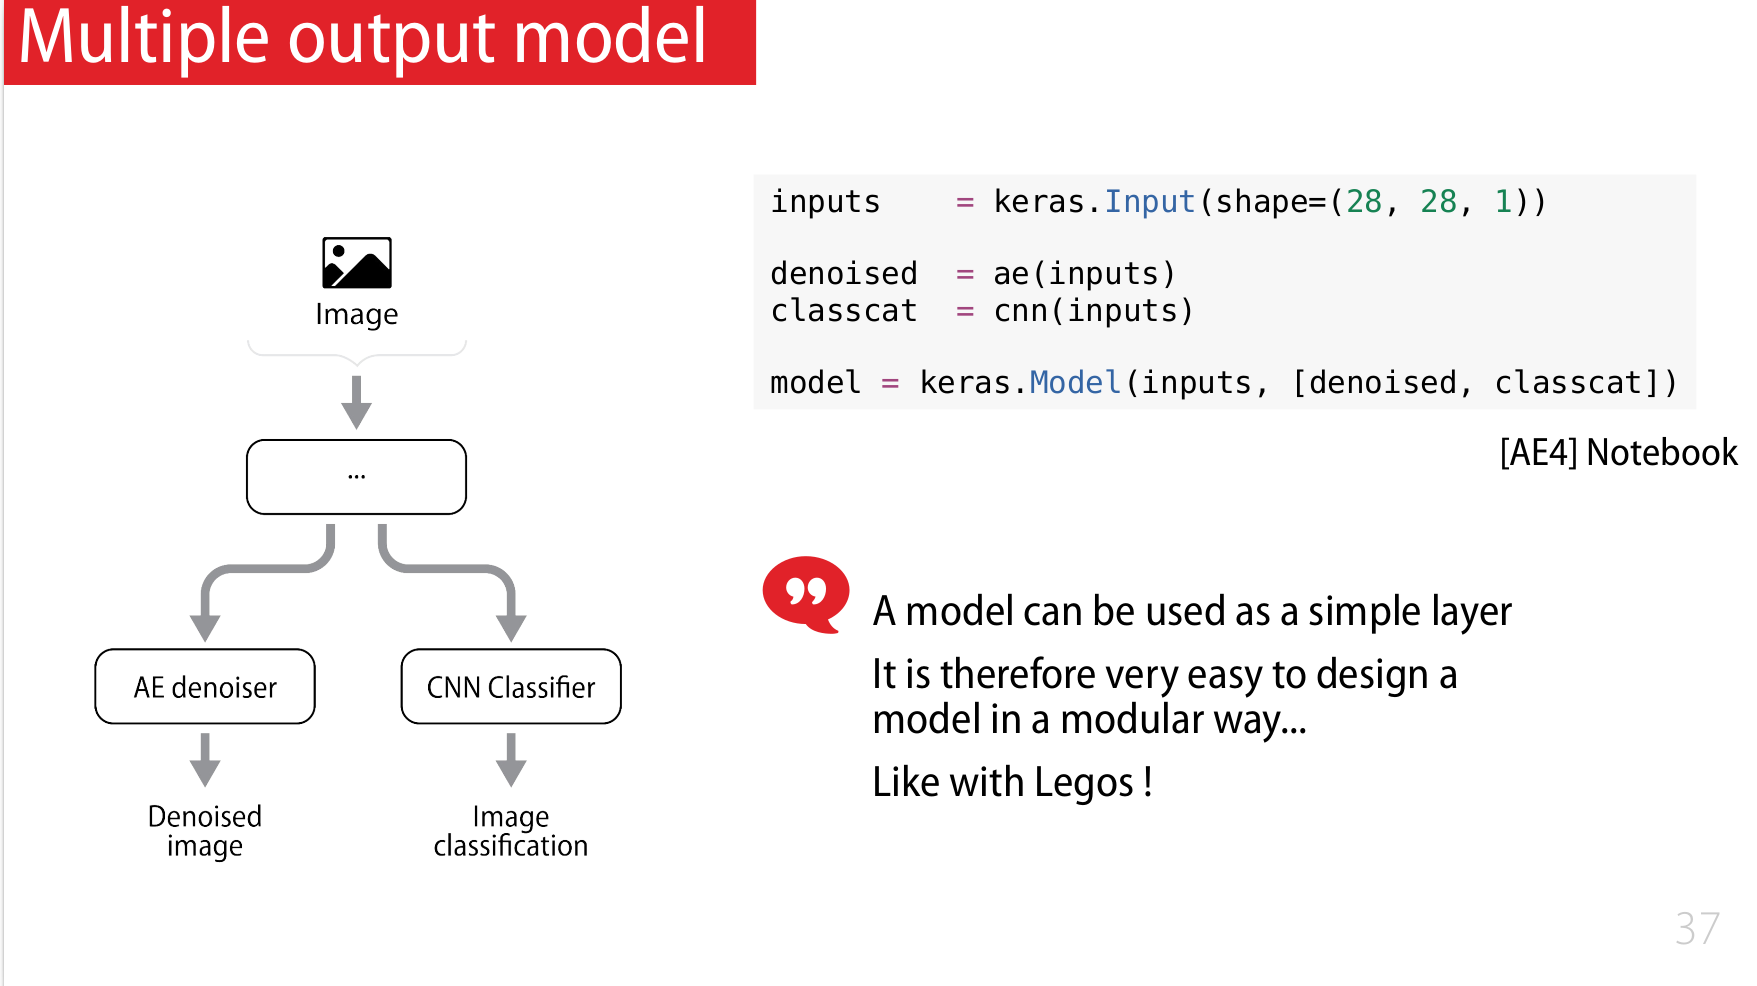 Multiple output model
Image
...
AE denoiser
CNN Classifier
Denoised
image
Image
classification
inputs    = keras.Input(shape=(28, 28, 1))
denoised  = ae(inputs)
classcat  = cnn(inputs)
model = keras.Model(inputs, [denoised, classcat])
[AE4] Notebook
A model can be used as a simple layer
It is therefore very easy to design a
model in a modular way...
Like with Legos !
37